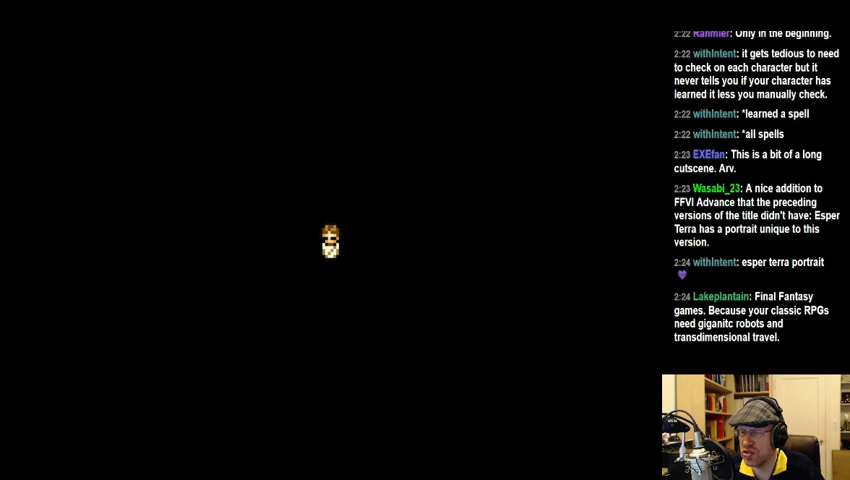 2:22 Ranmier: Only in the beginning.
2:22 withIntent: it gets tedious to need
to check on each character but it
never tells you if your character has
learned it less you manually check.
2:22 withIntent: *learned a spell
2:22 withIntent: *all spells
2:23 EXEfan: This is a bit of a long
cutscene. Arv.
2:23 Wasabi_23: A nice addition to
FFVI Advance that the preceding
versions of the title didn't have: Esper
Terra has a portrait unique to this
version.
2:24 withIntent: esper terra portrait
2:24 Lakeplantain: Final Fantasy
games. Because your classic RPGs
need giganitc robots and
transdimensional travel.